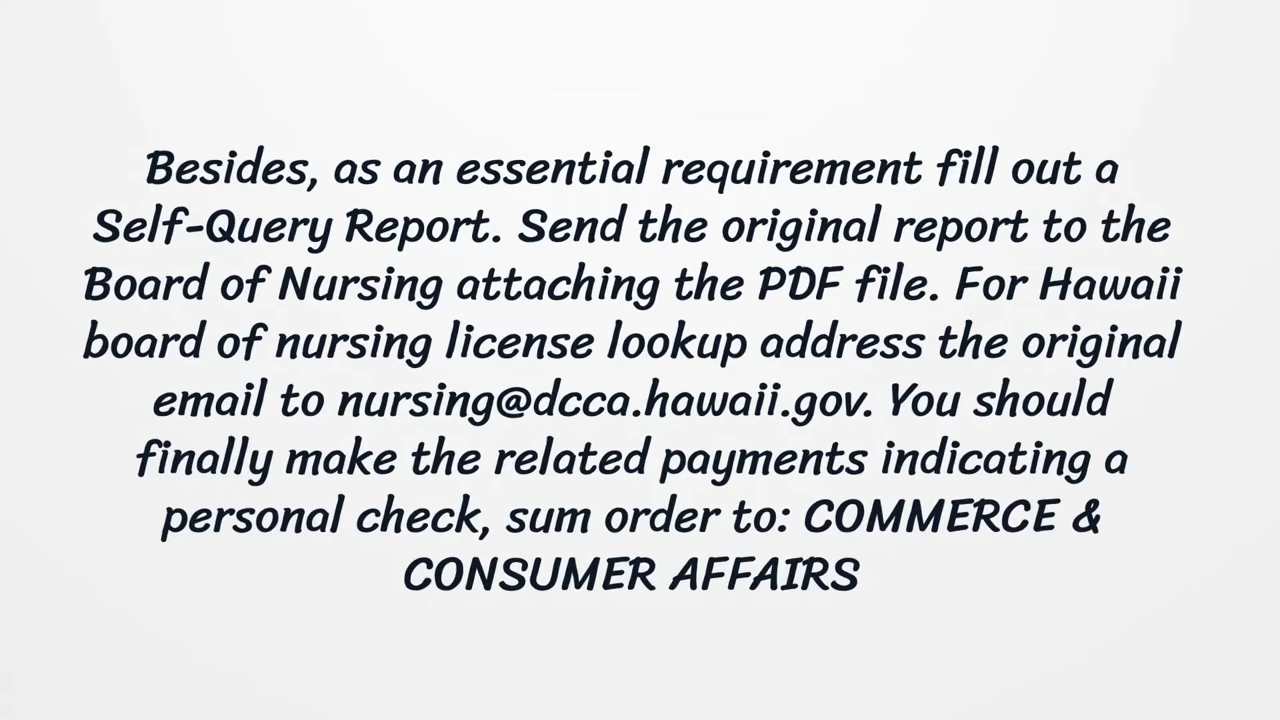 Besides, as an essential requirement fill out a
Self-Query Report. Send the original report to the
Board of Nursing attaching the PDF file. For Hawaii
board of nursing license lookup address the original
email to nursing@dcca.hawaii.gov. You should
finally make the related payments indicating a
personal check, sum order to: COMMERCE &
CONSUMER AFFAIRS